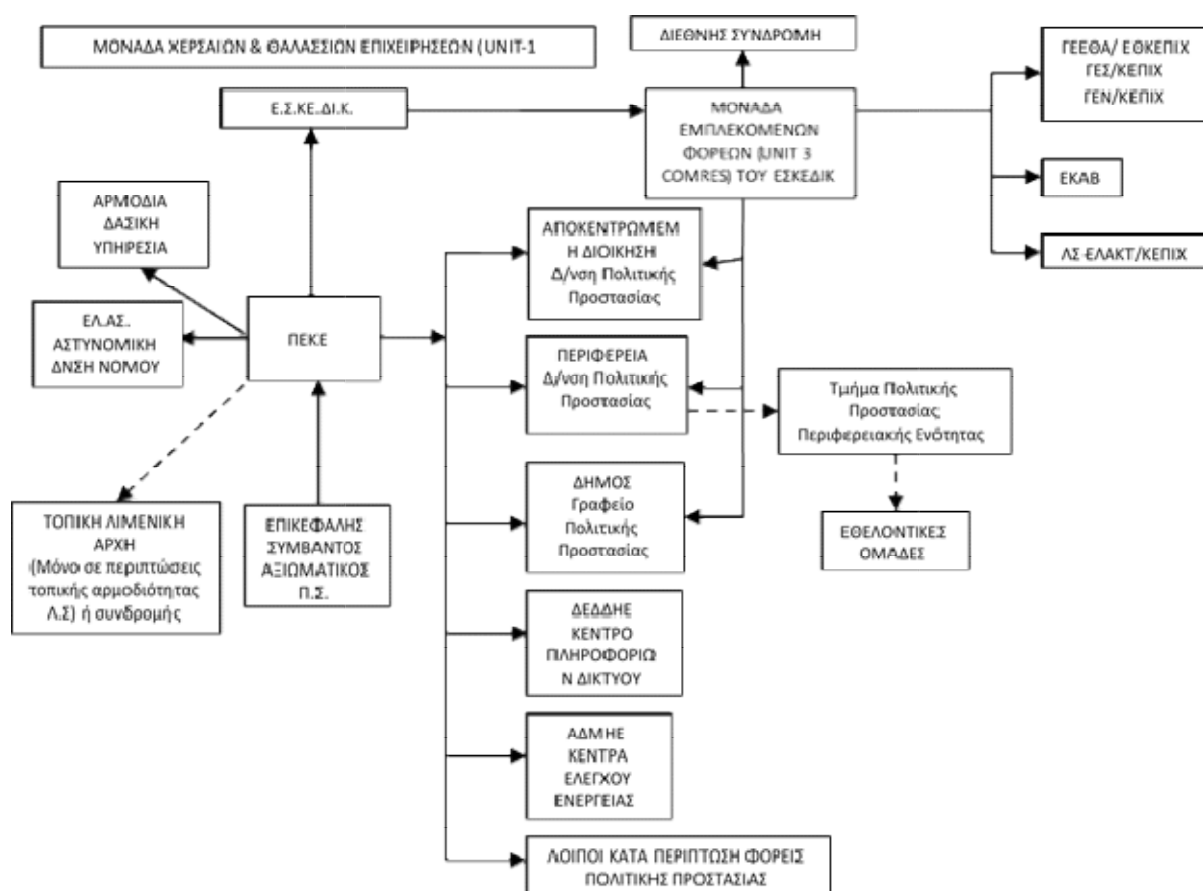 ΜΟΝΑΔΑ ΧΕΡΣΑΙΩΝ & ΘΑΛΑΣΣΙΩΝ ΕΠΙΧΕΙΡΗΣΕΩΝ (UNIT-1
ΔΙΕΘΝΗΣ ΣΥΝΔΡΟΜΗ
ΓΕΕΘΑ/ ΕΘΚΕΠΙΧ
ΓΕΣ/ΚΕΠΙΧ
ΓΕΝ/ΚΕΠΙΧ
Ε.Σ.ΚΕ.ΔΙ.Κ.
ΜΟΝΑΔΑ
ΕΜΠΛΕΚΟΜΕΝΩΝ
ΦΟΡΕΩΝ (UNIT 3
COMRES) ΤΟΥ ΕΣΚΕΔΙΚ
ΕΚΑΒ
ΛΣ-ΕΛΑΚΤ/ΚΕΠΙΧ
ΑΡΜΟΔΙΑ
ΔΑΣΙΚΗ
ΥΠΗΡΕΣΙΑ
ΑΠΟΚΕΝΤΡΩΜΕΜ
Η ΔΙΟΙΚΗΣΗ
Δ/νση Πολιτικής
Προστασίας
ΕΛ.ΑΣ.
ΑΣΤΥΝΟΜΙΚΗ
ΔΝΣΗ ΝΟΜΟΥ
ΠΕΚΕ
ΠΕΡΙΦΕΡΕΙΑ
Δ/νση Πολιτικής
Προστασίας
Τμήμα Πολιτικής
Προστασίας
Περιφερειακής Ενότητας
ΤΟΠΙΚΗ ΛΙΜΕΝΙΚΗ
ΑΡΧΗ
(Μόνο σε περιπτώσεις
τοπικής αρμοδιότητας
Λ.Σ) ή συνδρομής
ΕΠΙΚΕΦΑΛΗΣ
ΣΥΜΒΑΝΤΟΣ
ΑΞΙΩΜΑΤΙΚΟΣ
Π.Σ.
ΔΗΜΟΣ
Γραφείο
Πολιτικής
Προστασίας
ΕΘΕΛΟΝΤΙΚΕΣ
ΟΜΑΔΕΣ
ΔΕΔΔΗΕ
ΚΕΝΤΡΟ
ΠΛΗΡΟΦΟΡΙΩ
Ν ΔΙΚΤΥΟΥ
ΑΔΜΗΕ
ΚΕΝΤΡΑ
ΕΛΕΓΧΟΥ
ΕΝΕΡΓΕΙΑΣ
ΛΟΙΠΟΙ ΚΑΤΑ ΠΕΡΙΠΤΩΣΗ ΦΟΡΕΙΣ
ΠΟΛΙΤΙΚΗΣ ΠΡΟΣΤΑΣΙΑΣ